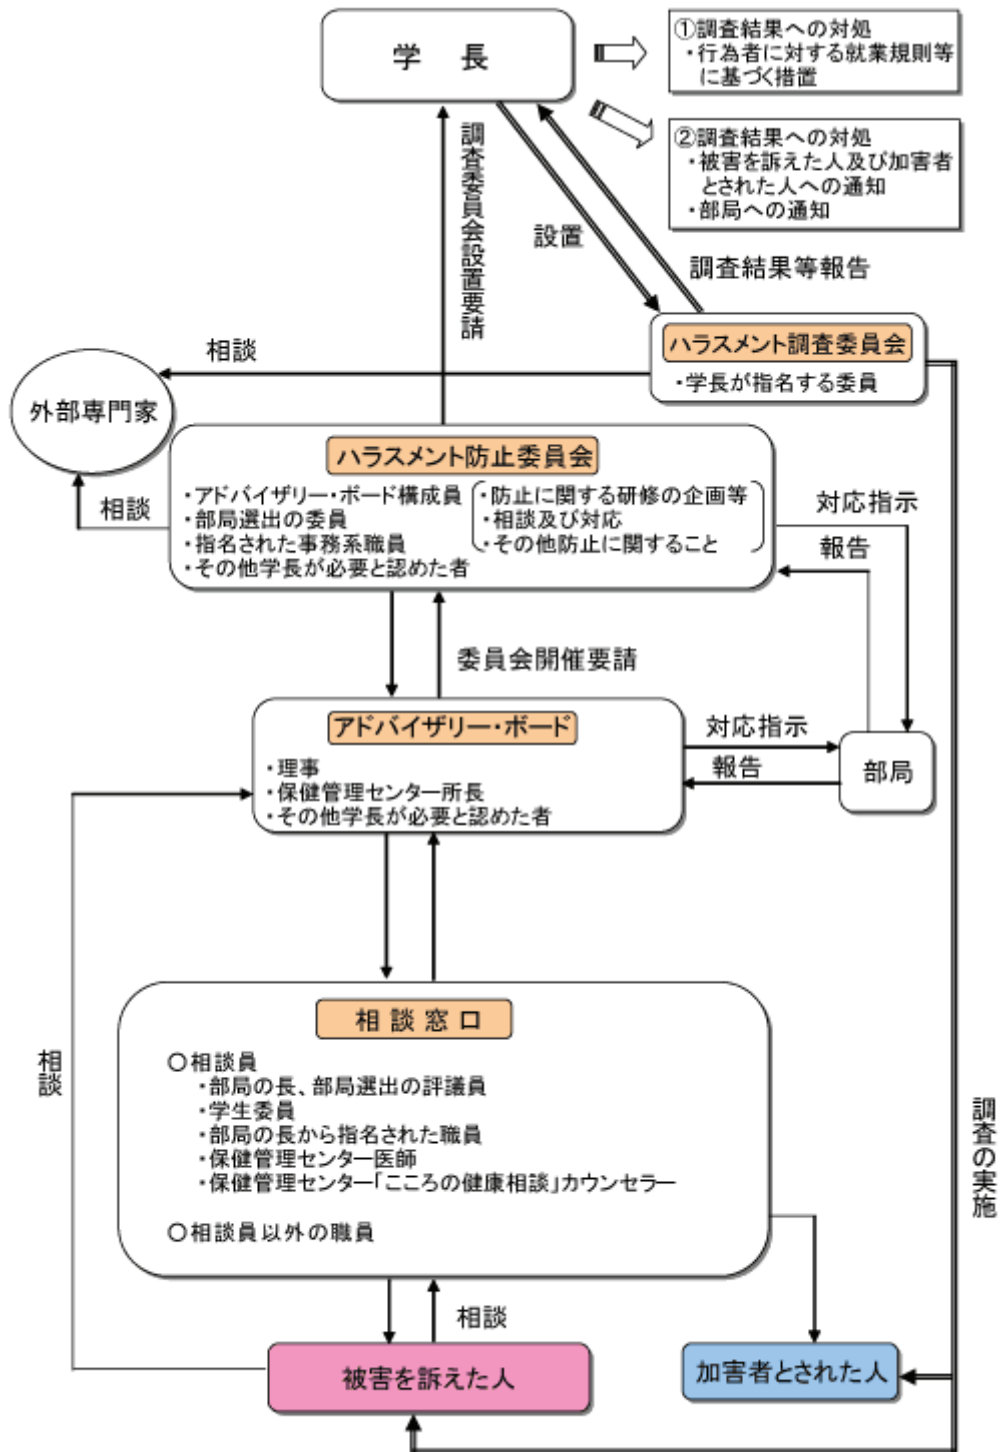 学　長
①調査結果への対処
・行為者に対する就業規則等
に基づく措置
②調査結果への対処
・被害を訴えた人及び加害者
とされた人への通知
・部局への通知
調査委員会設置要請
設置
調査結果等報告
ハラスメント調査委員会
・学長が指名する委員
相談
外部専門家
相談
ハラスメント防止委員会
・アドバイザリー・ボード構成員
・部局選出の委員
・指名された事務系職員
・その他学長が必要と認めた者
・防止に関する研修の企画等
・相談及び対応
・その他防止に関すること
対応指示
報告
委員会開催要請
アドバイザリー・ボード
・理事
・保健管理センター所長
・その他学長が必要と認めた者
対応指示
報告
部局
相談窓口
〇相談員
・部局の長、部局選出の評議員
・学生委員
・部局の長から指名された職員
・保健管理センター医師
・保健管理センター「こころの健康相談」カウンセラー
〇相談員以外の職員
相談
調査の実施
相談
被害を訴えた人
加害者とされた人